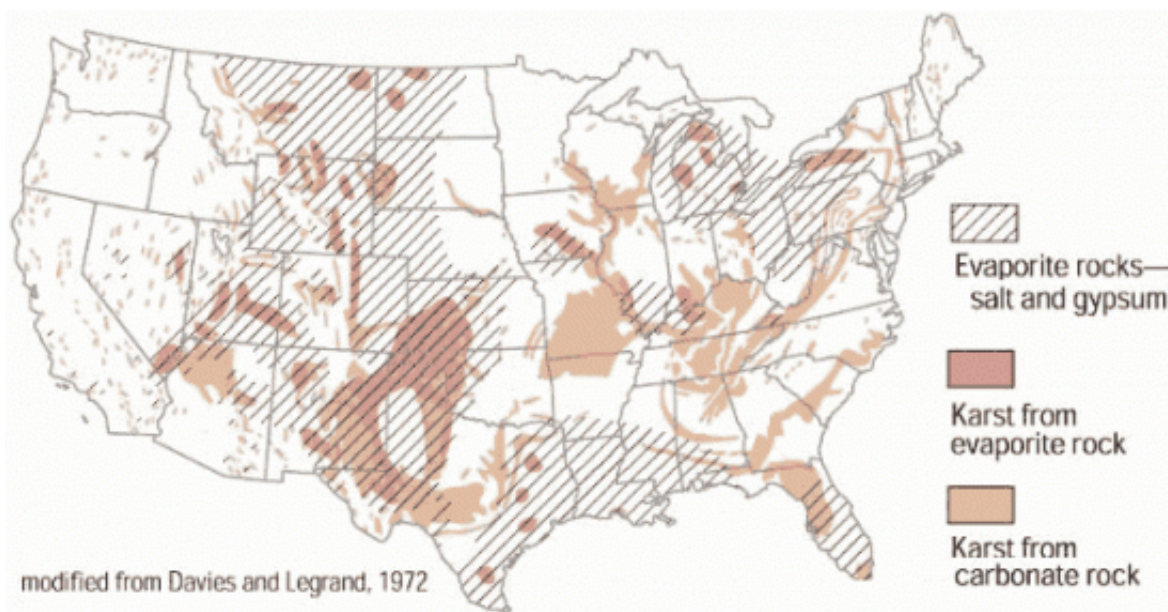 Evaporite rocks—
salt and gypsum
Karst from
evaporite rock
Karst from
carbonate rock
modified from Davies and Legrand, 1972